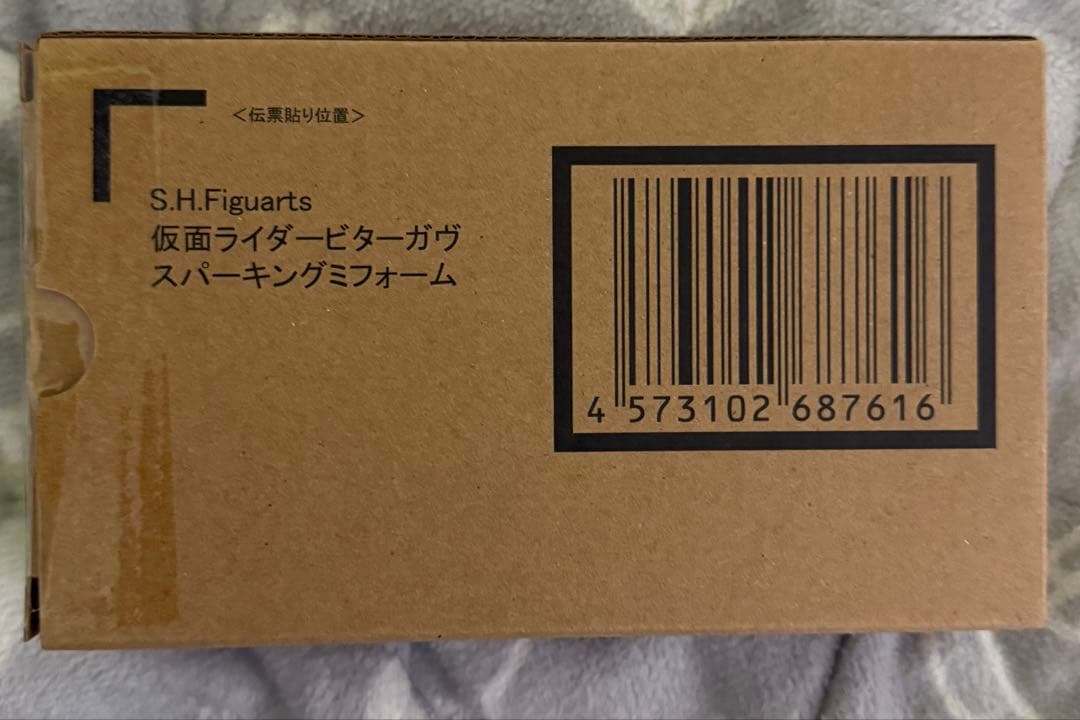 ＜伝票貼り位置＞
S.H.Figuarts
仮面ライダービターガヴ
スパーキングミフォーム
4 573102 687616